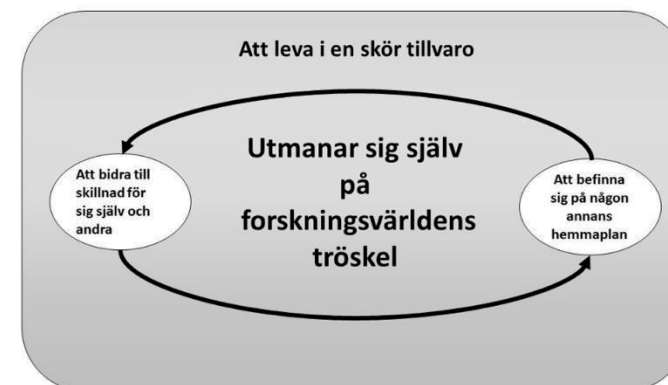 Att leva i en skör tillvaro
Utmanar sig själv
på
forskningsvärldens
tröskel
Att bidra till
skillnad för
sig själv och
andra
Att befinna
sig på någon
annans
hemmaplan